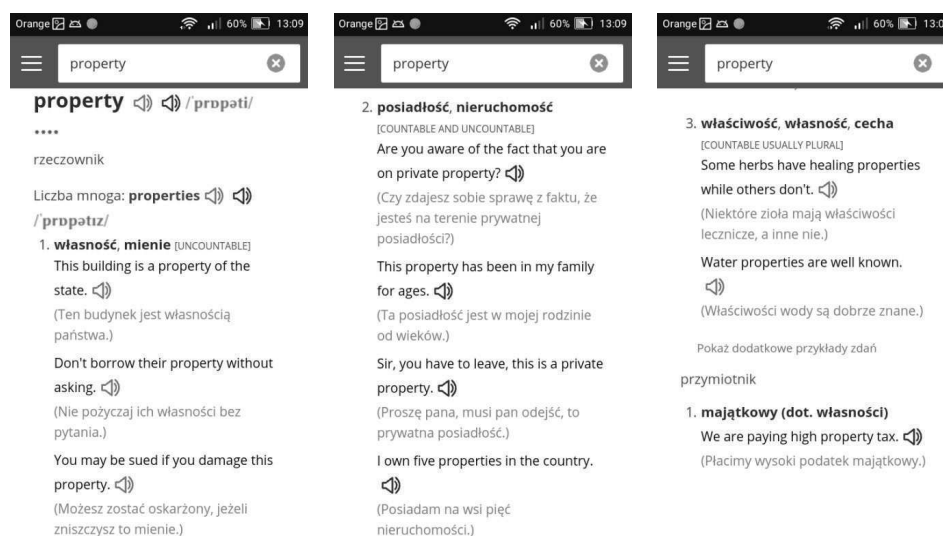 Orange 60% 13:09
property
property /ˈprɒpəti/
••••
rzeczownik
Liczba mnoga: properties
/ˈprɒpətɪz/
1. własność, mienie [UNCOUNTABLE]
This building is a property of the
state.
(Ten budynek jest własnością
państwa.)
Don't borrow their property without
asking.
(Nie pożyczaj ich własności bez
pytania.)
You may be sued if you damage this
property.
(Możesz zostać oskarżony, jeżeli
zniszczysz to mienie.)
Orange 60% 13:09
property
2. posiadłość, nieruchomość
[COUNTABLE AND UNCOUNTABLE]
Are you aware of the fact that you are
on private property?
(Czy zdajesz sobie sprawę z faktu, że
jesteś na terenie prywatnej
posiadłości?)
This property has been in my family
for ages.
(Ta posiadłość jest w mojej rodzinie
od wieków.)
Sir, you have to leave, this is a private
property.
(Proszę pana, musi pan odejść, to
prywatna posiadłość.)
I own five properties in the country.
(Posiadam na wsi pięć
nieruchomości.)
Orange 60% 13:0
property
3. właściwość, własność, cecha
[COUNTABLE USUALLY PLURAL]
Some herbs have healing properties
while others don't.
(Niektóre zioła mają właściwości
lecznicze, a inne nie.)
Water properties are well known.
(Właściwości wody są dobrze znane.)
Pokaż dodatkowe przykłady zdań
przymiotnik
1. majątkowy (dot. własności)
We are paying high property tax.
(Płacimy wysoki podatek majątkowy.)